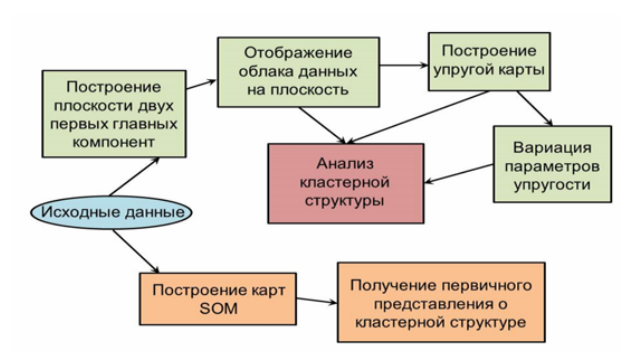 Отображение
облака данных
на плоскость
Построение
упругой карты
Построение
плоскости двух
первых главных
компонент
Анализ
кластерной
структуры
Вариация
параметров
упругости
Исходные данные
Построение карт
SOM
Получение первичного
представления о
кластерной структуре